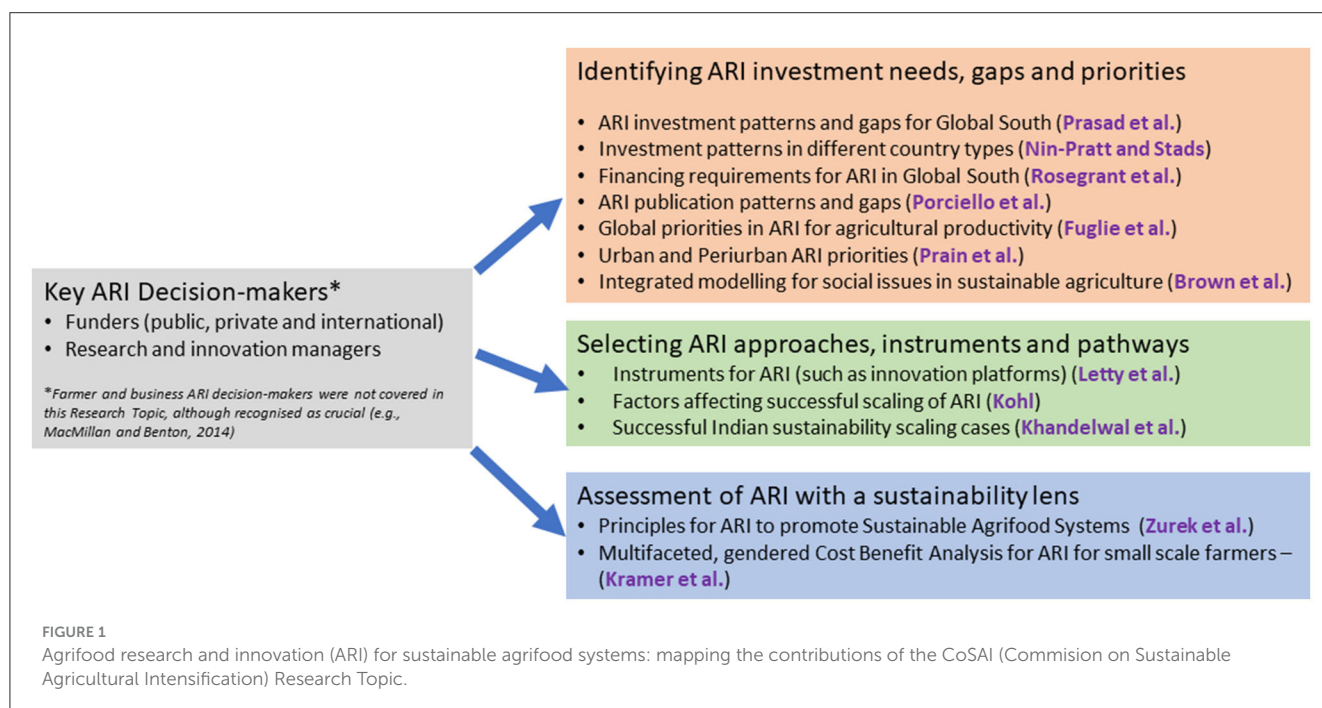 Key ARI Decision-makers*
• Funders (public, private and international)
• Research and innovation managers
*Farmer and business ARI decision-makers were not covered in
this Research Topic, although recognised as crucial (e.g.,
MacMillan and Benton, 2014)
Identifying ARI investment needs, gaps and priorities
• ARI investment patterns and gaps for Global South (Prasad et al.)
• Investment patterns in different country types (Nin-Pratt and Stads)
• Financing requirements for ARI in Global South (Rosegrant et al.)
• ARI publication patterns and gaps (Porciello et al.)
• Global priorities in ARI for agricultural productivity (Fuglie et al.)
• Urban and Periurban ARI priorities (Prain et al.)
• Integrated modelling for social issues in sustainable agriculture (Brown et al.)
Selecting ARI approaches, instruments and pathways
• Instruments for ARI (such as innovation platforms) (Letty et al.)
• Factors affecting successful scaling of ARI (Kohl)
• Successful Indian sustainability scaling cases (Khandelwal et al.)
Assessment of ARI with a sustainability lens
• Principles for ARI to promote Sustainable Agrifood Systems (Zurek et al.)
• Multifaceted, gendered Cost Benefit Analysis for ARI for small scale farmers –
(Kramer et al.)
FIGURE 1
Agrifood research and innovation (ARI) for sustainable agrifood systems: mapping the contributions of the CoSAI (Commision on Sustainable
Agricultural Intensification) Research Topic.